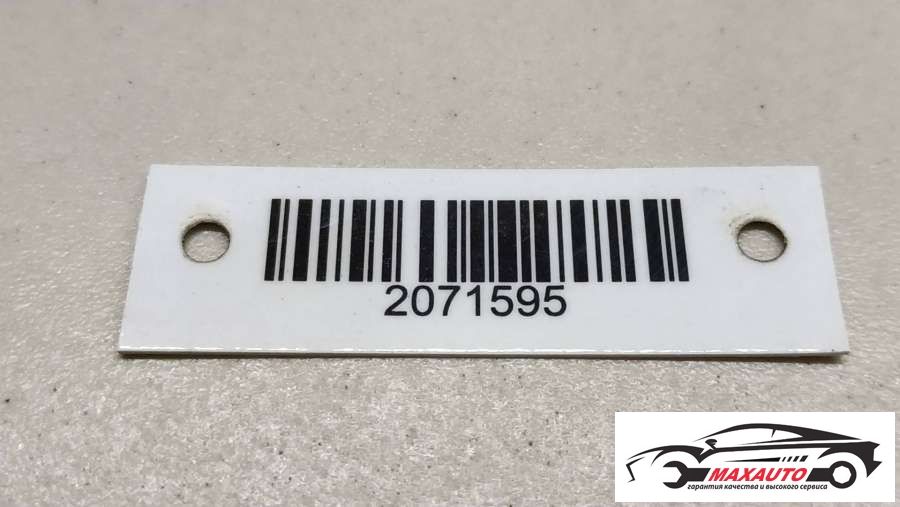 2071595
MAXAUTO
гарантия качества и высокого сервиса